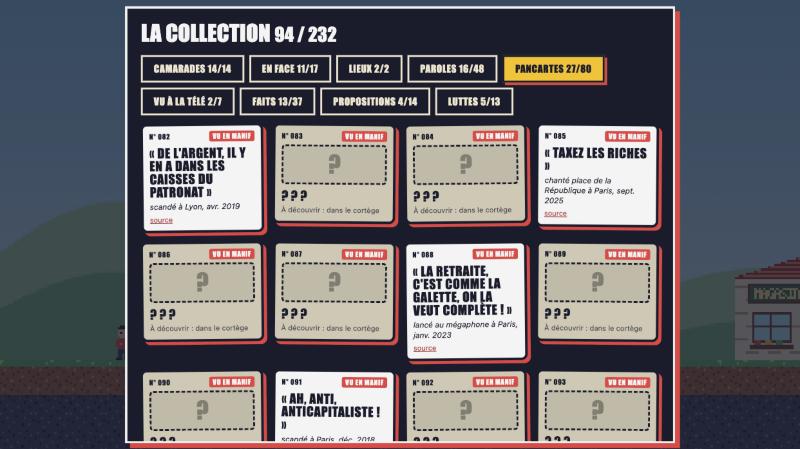 LA COLLECTION 94 / 232
CAMARADES 14/14
EN FACE 11/17
LIEUX 2/2
PAROLES 16/48
PANCARTES 27/80
VU À LA TÉLÉ 2/7
FAITS 13/37
PROPOSITIONS 4/14
LUTTES 5/13
N° 082
VU EN MANIF
« DE L'ARGENT, IL Y
EN A DANS LES
CAISSES DU
PATRONAT »
scandé à Lyon, avr. 2019
source
N° 083
VU EN MANIF
?
???
À découvrir : dans le cortège
N° 084
VU EN MANIF
?
???
À découvrir : dans le cortège
N° 085
VU EN MANIF
« TAXEZ LES RICHES
»
chanté place de la
République à Paris, sept.
2025
source
N° 086
VU EN MANIF
?
???
À découvrir : dans le cortège
N° 087
VU EN MANIF
?
???
À découvrir : dans le cortège
N° 088
VU EN MANIF
« LA RETRAITE,
C'EST COMME LA
GALETTE, ON LA
VEUT COMPLÈTE ! »
lancé au mégaphone à Paris,
janv. 2023
source
N° 089
VU EN MANIF
?
???
À découvrir : dans le cortège
N° 090
VU EN MANIF
?
???
N° 091
VU EN MANIF
« AH, ANTI,
ANTICAPITALISTE !
»
scandé à Paris, déc. 2018
N° 092
VU EN MANIF
?
???
N° 093
VU EN MANIF
?
???
MAGASIN